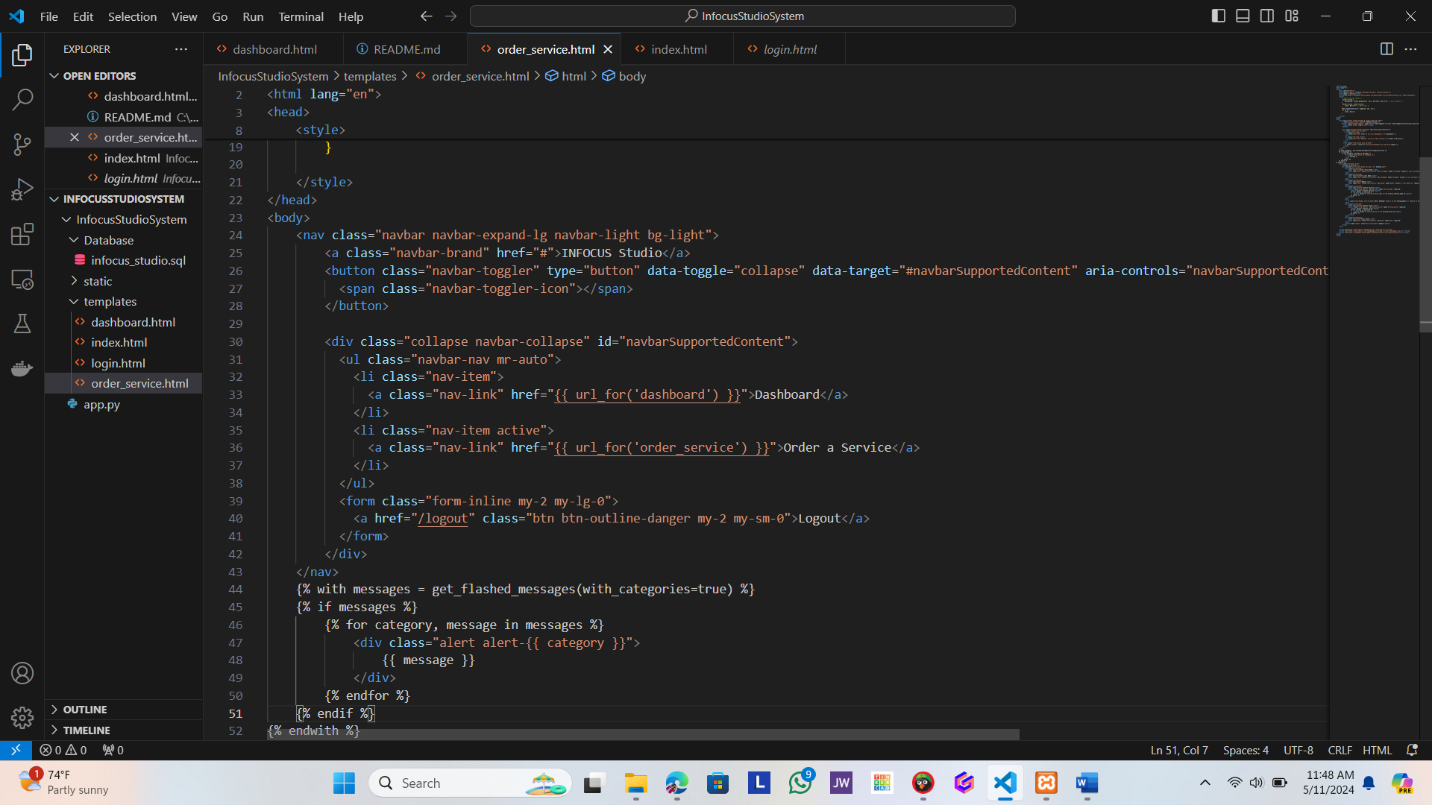 File Edit Selection View Go Run Terminal Help
InfocusStudioSystem
EXPLORER
dashboard.html
README.md
order_service.html
index.html
login.html
OPEN EDITORS
dashboard.html...
README.md C:\...
order_service.ht...
index.html Infoc...
login.html Infocu...
INFOCUSSTUDIOSYSTEM
InfocusStudioSystem
Database
infocus_studio.sql
static
templates
dashboard.html
index.html
login.html
order_service.html
app.py
OUTLINE
TIMELINE
InfocusStudioSystem > templates > order_service.html > html > body
2 <html lang="en">
3 <head>
8 <style>
19 }
20
21 </style>
22 </head>
23 <body>
24 <nav class="navbar navbar-expand-lg navbar-light bg-light">
25 <a class="navbar-brand" href="#">INFOCUS Studio</a>
26 <button class="navbar-toggler" type="button" data-toggle="collapse" data-target="#navbarSupportedContent" aria-controls="navbarSupportedCont
27 <span class="navbar-toggler-icon"></span>
28 </button>
29
30 <div class="collapse navbar-collapse" id="navbarSupportedContent">
31 <ul class="navbar-nav mr-auto">
32 <li class="nav-item">
33 <a class="nav-link" href="{{ url_for('dashboard') }}">Dashboard</a>
34 </li>
35 <li class="nav-item active">
36 <a class="nav-link" href="{{ url_for('order_service') }}">Order a Service</a>
37 </li>
38 </ul>
39 <form class="form-inline my-2 my-lg-0">
40 <a href="/logout" class="btn btn-outline-danger my-2 my-sm-0">Logout</a>
41 </form>
42 </div>
43 </nav>
44 {% with messages = get_flashed_messages(with_categories=true) %}
45 {% if messages %}
46 {% for category, message in messages %}
47 <div class="alert alert-{{ category }}">
48 {{ message }}
49 </div>
50 {% endfor %}
51 {% endif %}
52 {% endwith %}
0 0 0
Ln 51, Col 7 Spaces: 4 UTF-8 CRLF HTML
1
74°F
Partly sunny
Search
L
9
JW
W
PRE
11:48 AM
5/11/2024